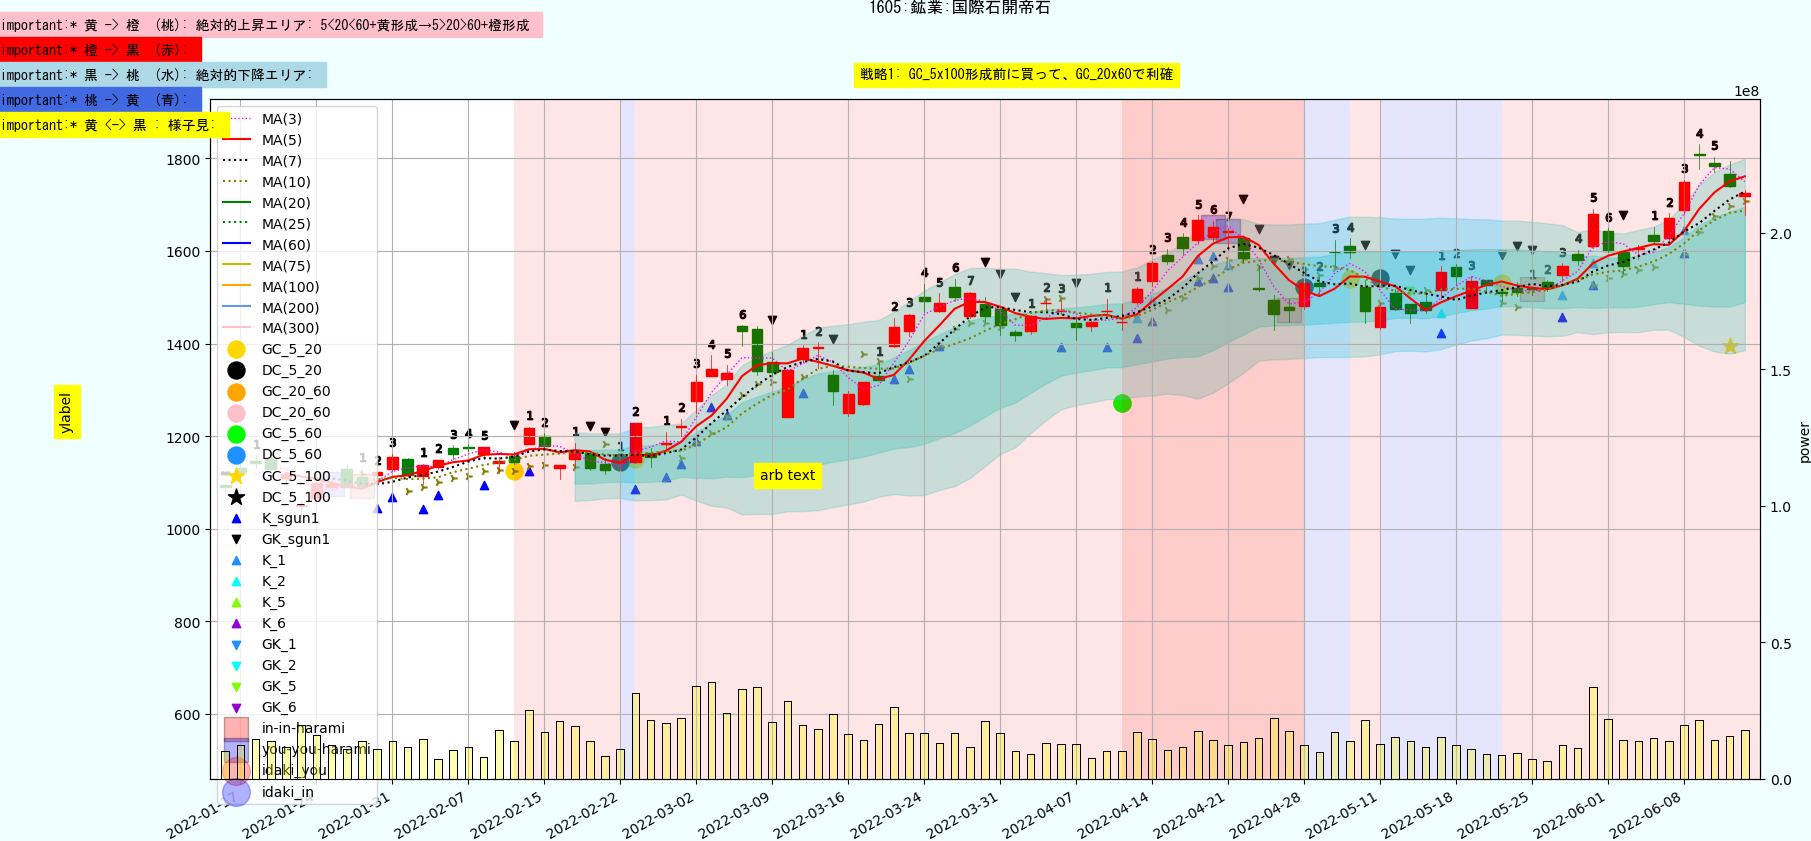 1605:鉱業:国際石開帝石
important:* 黄 -> 橙 (桃): 絶対的上昇エリア: 5<20<60+黄形成→5>20>60+橙形成
important:* 橙 -> 黒 (赤):
important:* 黒 -> 桃 (水): 絶対的下降エリア:
戦略1: GC_5x100形成前に買って、GC_20x60で利確
important:* 桃 -> 黄 (青):
important:* 黄 <-> 黒 : 様子見:
1e8
MA(3)
MA(5)
MA(7)
MA(10)
MA(20)
MA(25)
MA(60)
MA(75)
MA(100)
MA(200)
MA(300)
GC_5_20
DC_5_20
GC_20_60
DC_20_60
GC_5_60
DC_5_60
GC_5_100
DC_5_100
K_sgun1
GK_sgun1
K_1
K_2
K_5
K_6
GK_1
GK_2
GK_5
GK_6
in-in-harami
you-you-harami
idaki_you
idaki_in
1800
1600
1400
1200
1000
800
600
ylabel
arb text
2.0
1.5
1.0
0.5
0.0
power
2022-01-17
2022-01-24
2022-01-31
2022-02-07
2022-02-15
2022-02-22
2022-03-02
2022-03-09
2022-03-16
2022-03-24
2022-03-31
2022-04-07
2022-04-14
2022-04-21
2022-04-28
2022-05-11
2022-05-18
2022-05-25
2022-06-01
2022-06-08